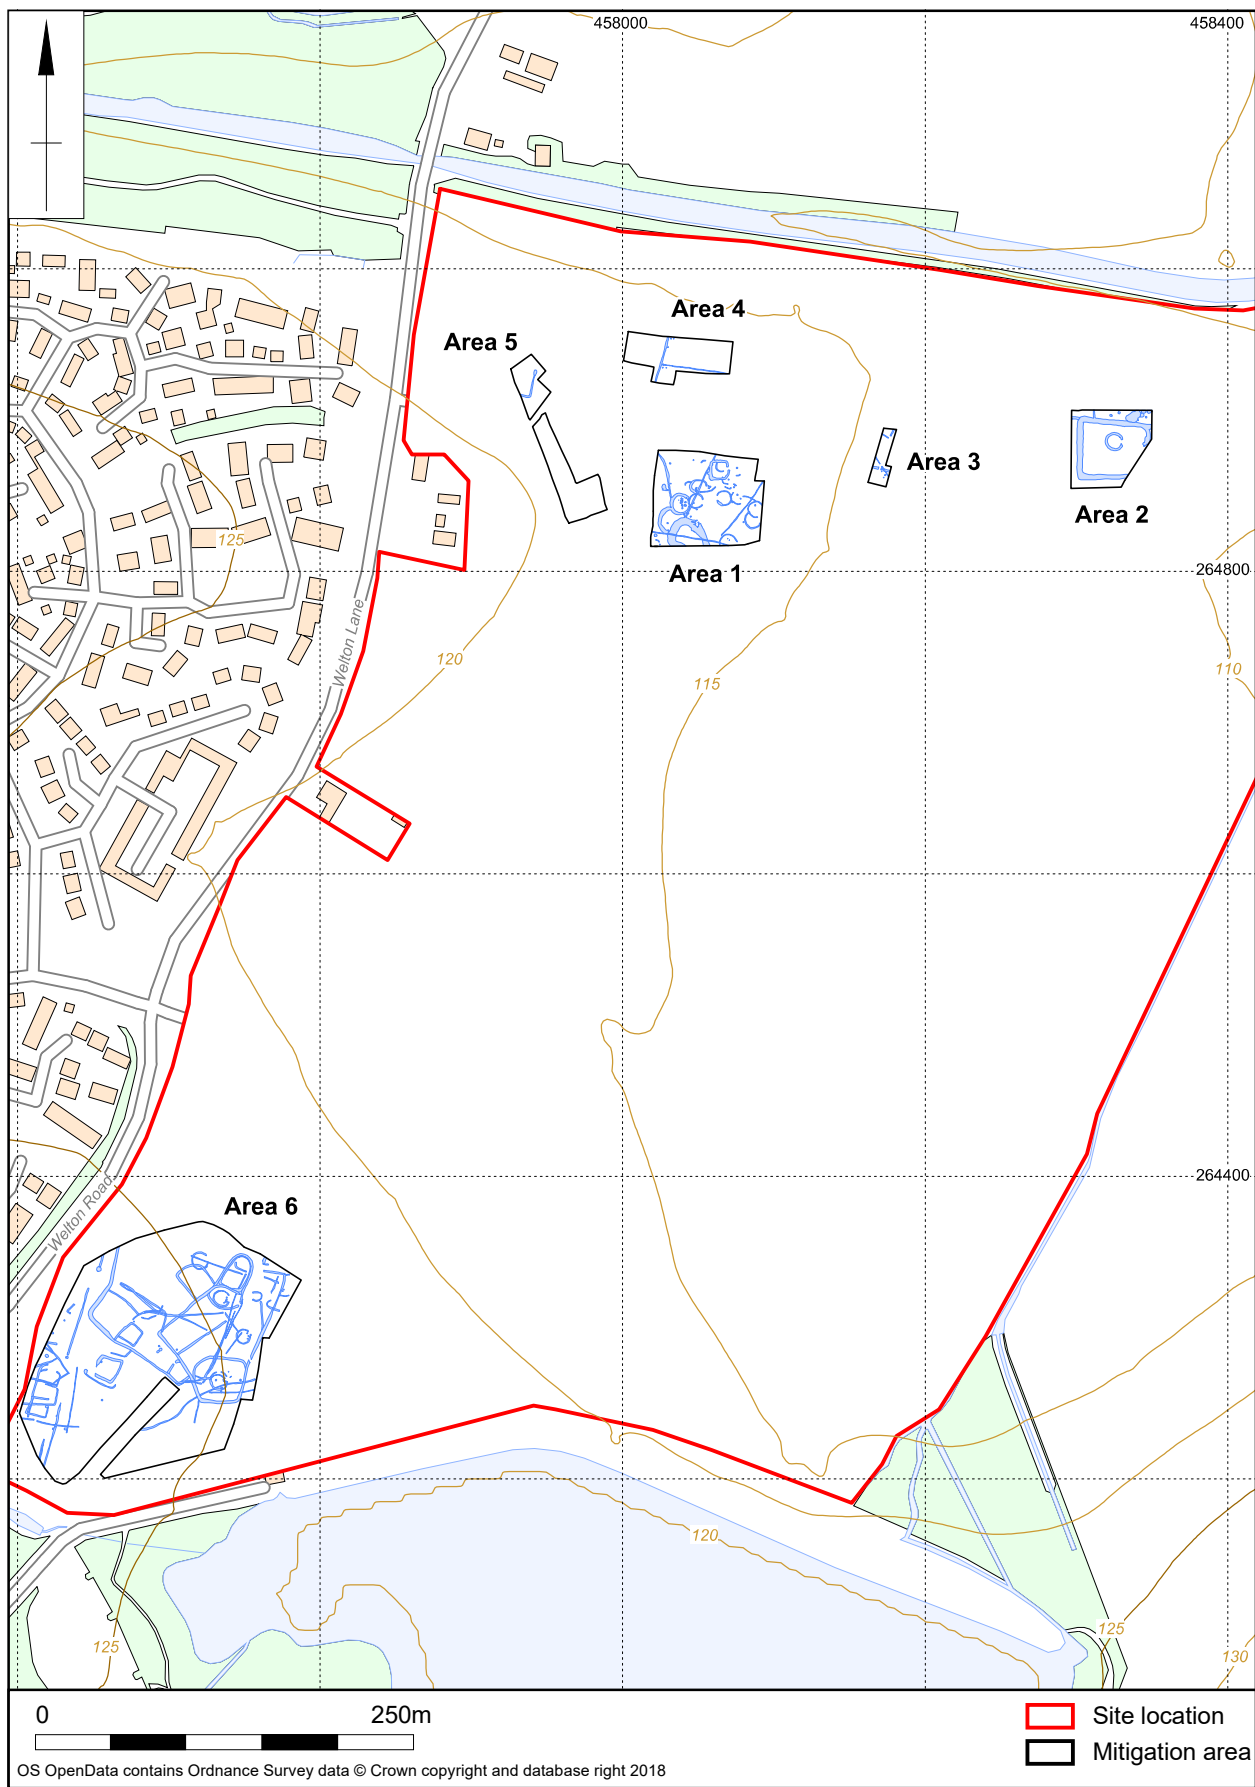 458000
458400
Area 4
Area 5
Area 3
Area 2
125
Area 1
264800
Welton Lane
120
115
110
264400
Welton Road
Area 6
120
125
125
130
0 250m
Site location
Mitigation area
OS OpenData contains Ordnance Survey data © Crown copyright and database right 2018